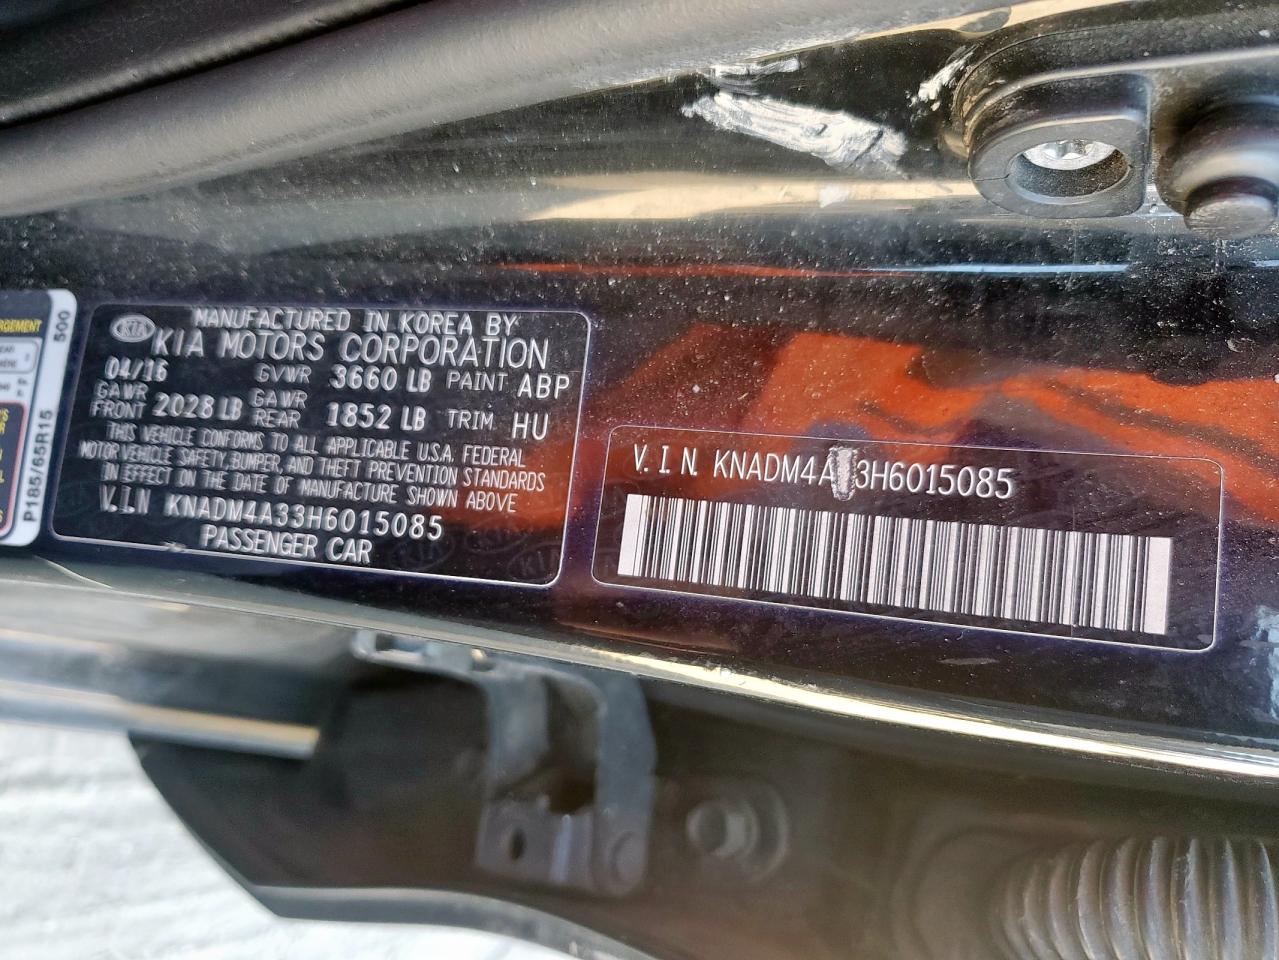 RGEMENT
500
P185/65R15
KIA
MANUFACTURED IN KOREA BY
KIA MOTORS CORPORATION
04/16 GVWR 3660 LB PAINT ABP
GAWR FRONT 2028 LB GAWR REAR 1852 LB TRIM HU
THIS VEHICLE CONFORMS TO ALL APPLICABLE U.S.A. FEDERAL
MOTOR VEHICLE SAFETY, BUMPER, AND THEFT PREVENTION STANDARDS
IN EFFECT ON THE DATE OF MANUFACTURE SHOWN ABOVE
V.I.N KNADM4A33H6015085
PASSENGER CAR
V. I N. KNADM4A 3H6015085